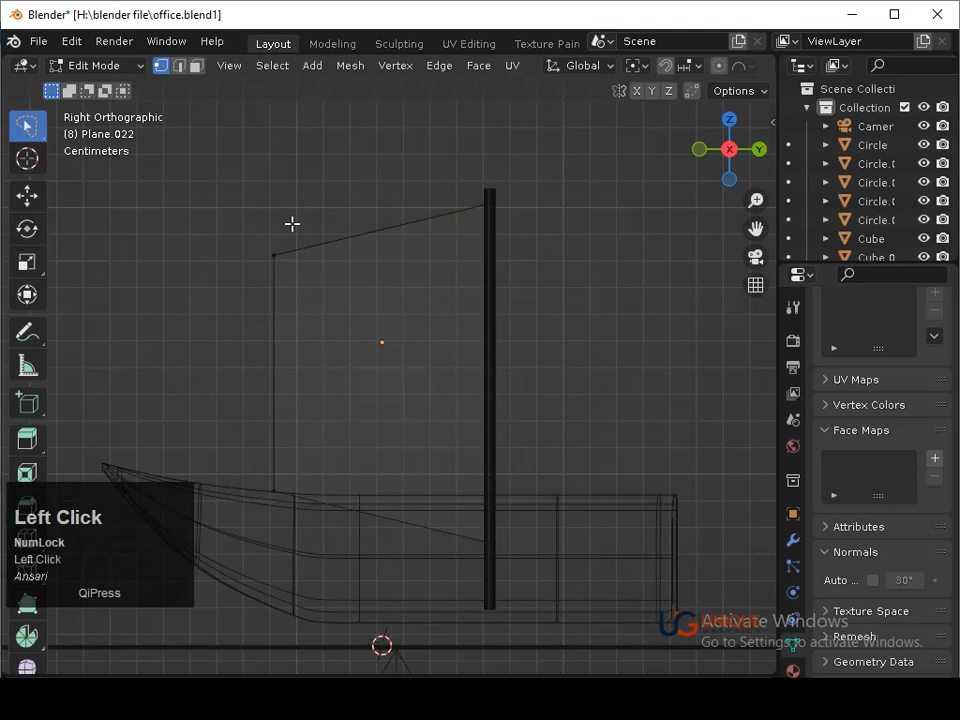 Blender* [H:\blender file\office.blend1]
File Edit Render Window Help Layout Modeling Sculpting UV Editing Texture Pain Scene ViewLayer
Edit Mode View Select Add Mesh Vertex Edge Face UV Global
X Y Z Options
Right Orthographic
(8) Plane.022
Centimeters
Z
X
Y
Scene Collecti
Collection
Camer
Circle
Circle.0
Circle.0
Circle.0
Circle.0
Cube
Cube.0
UV Maps
Vertex Colors
Face Maps
Attributes
Normals
Auto ... 30°
Texture Space
Remesh
Geometry Data
Left Click
NumLock
Left Click
Ansari
QiPress
Activate Windows
Go to Settings to activate Windows.